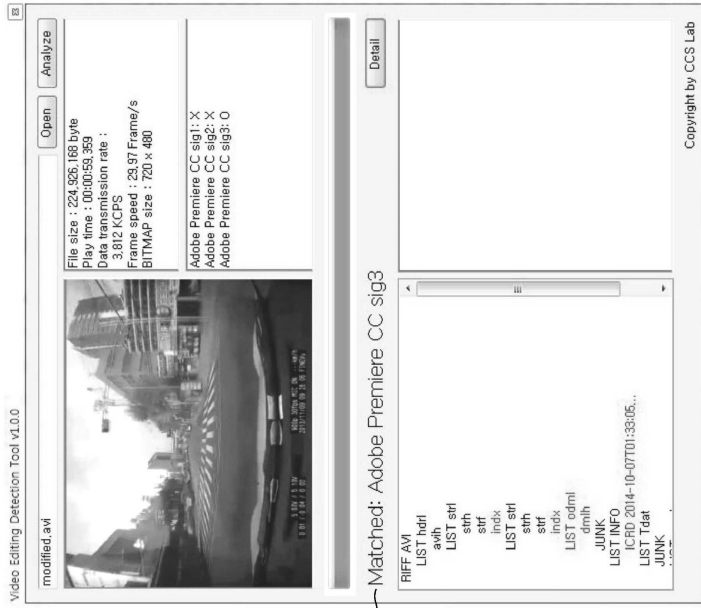 Video Editing Detection Tool v1.0.0
modified.avi
Open
Analyze
File size : 224,926,168 byte
Play time : 00:00:59,359
Data transmission rate :
3,812 KCPS
Frame speed : 29,97 Frame/s
BITMAP size : 720 x 480
Adobe Premiere CC sig1: X
Adobe Premiere CC sig2: X
Adobe Premiere CC sig3: O
Matched: Adobe Premiere CC sig3
Detail
RIFF AVI
LIST hdrl
avih
LIST strl
strh
strf
indx
LIST strl
strh
strf
indx
LIST odml
dmlh
JUNK
LIST INFO
ICRD 2014-10-07T01:33:05...
LIST Tdat
JUNK
Copyright by CCS Lab